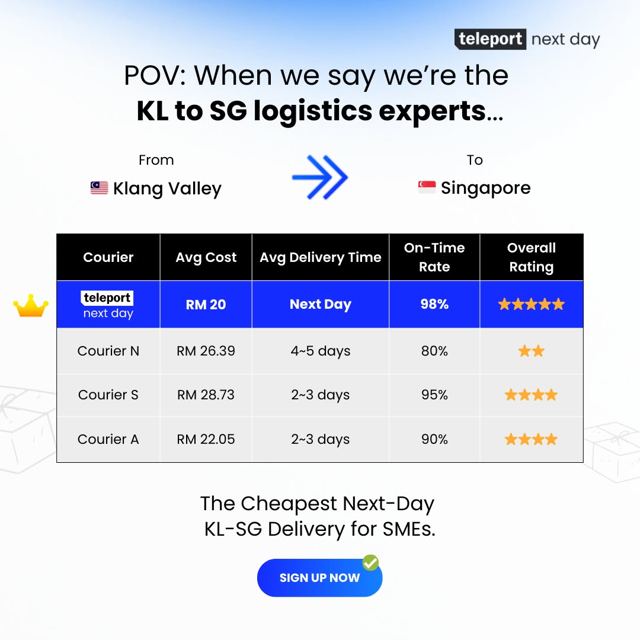 teleport next day
POV: When we say we're the
KL to SG logistics experts...
From
To
Klang Valley
Singapore
Courier Avg Cost Avg Delivery Time On-Time Rate Overall Rating
teleport next day RM 20 Next Day 98%
Courier N RM 26.39 4~5 days 80%
Courier S RM 28.73 2~3 days 95%
Courier A RM 22.05 2~3 days 90%
The Cheapest Next-Day
KL-SG Delivery for SMEs.
SIGN UP NOW